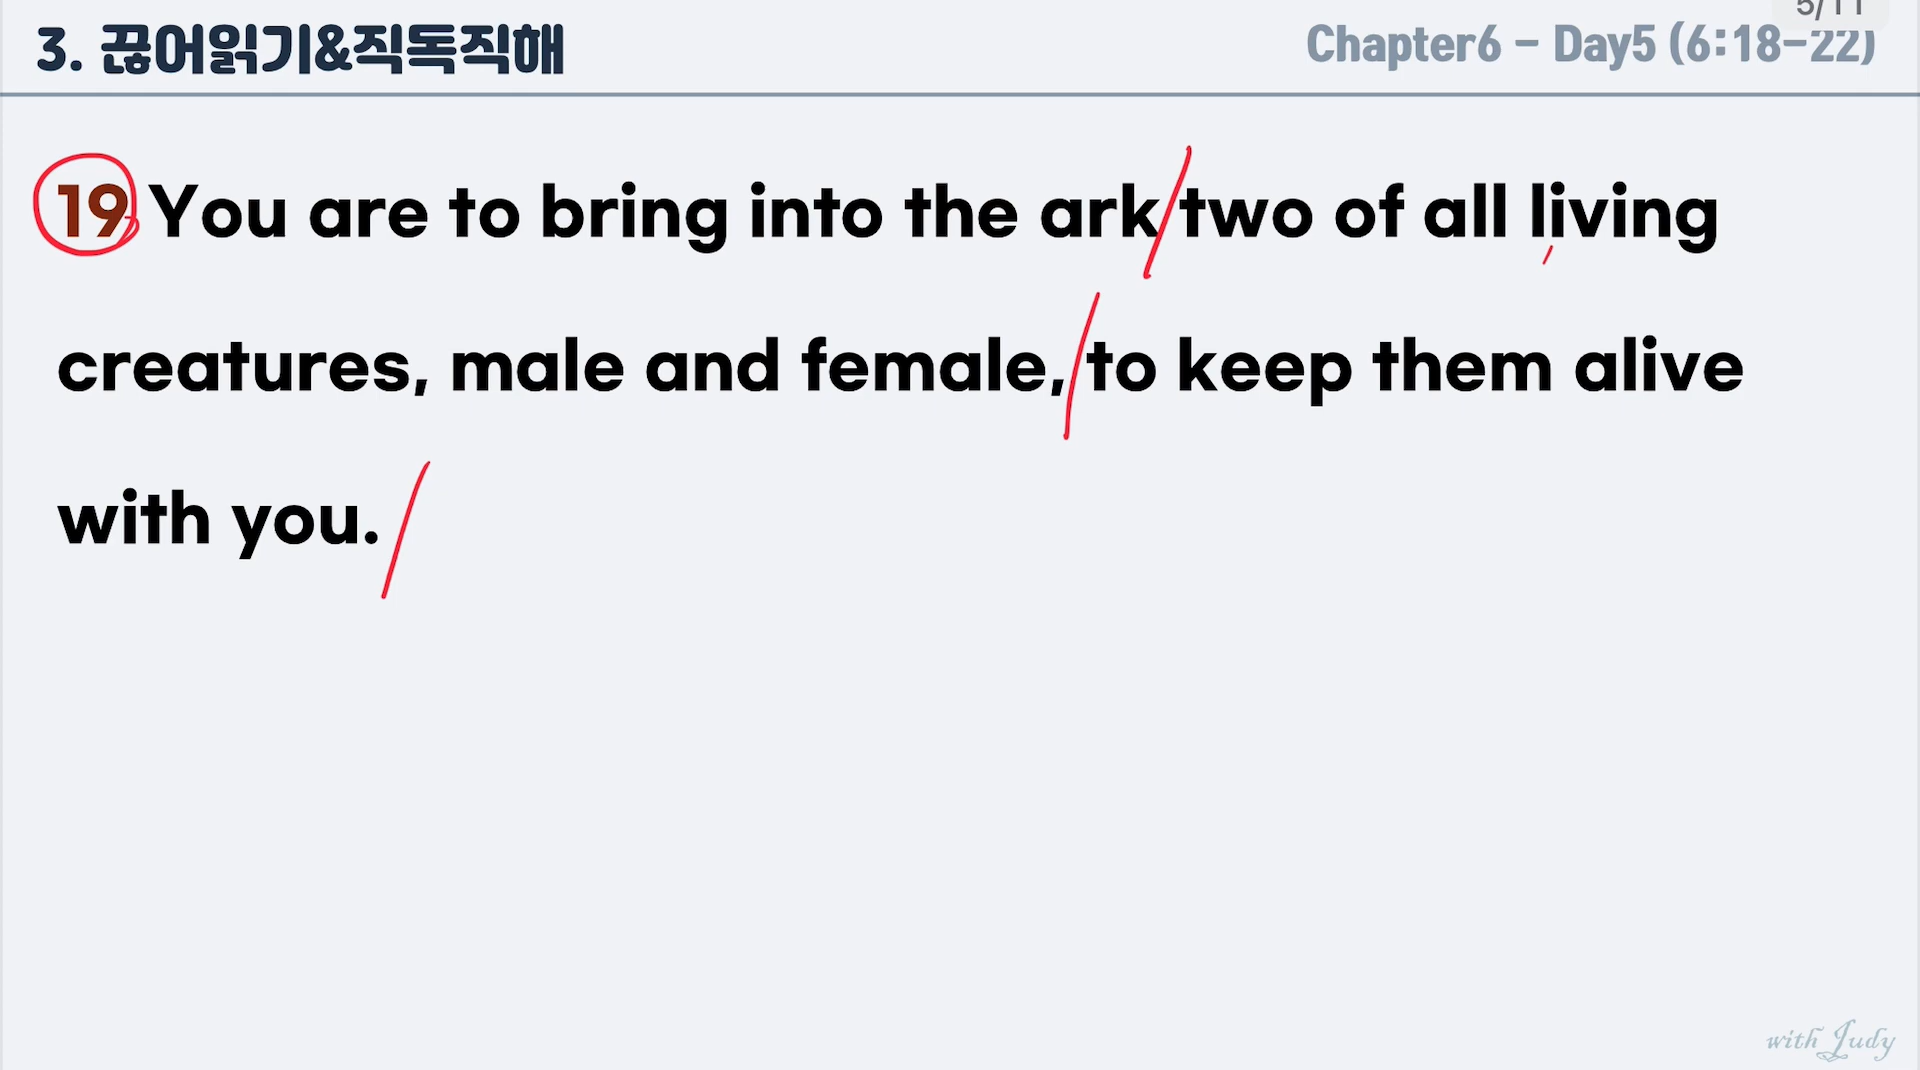 5/11
3. 끊어읽기&직독직해
Chapter6 - Day5 (6:18-22)
19 You are to bring into the ark two of all living
creatures, male and female, to keep them alive
with you.
with Judy